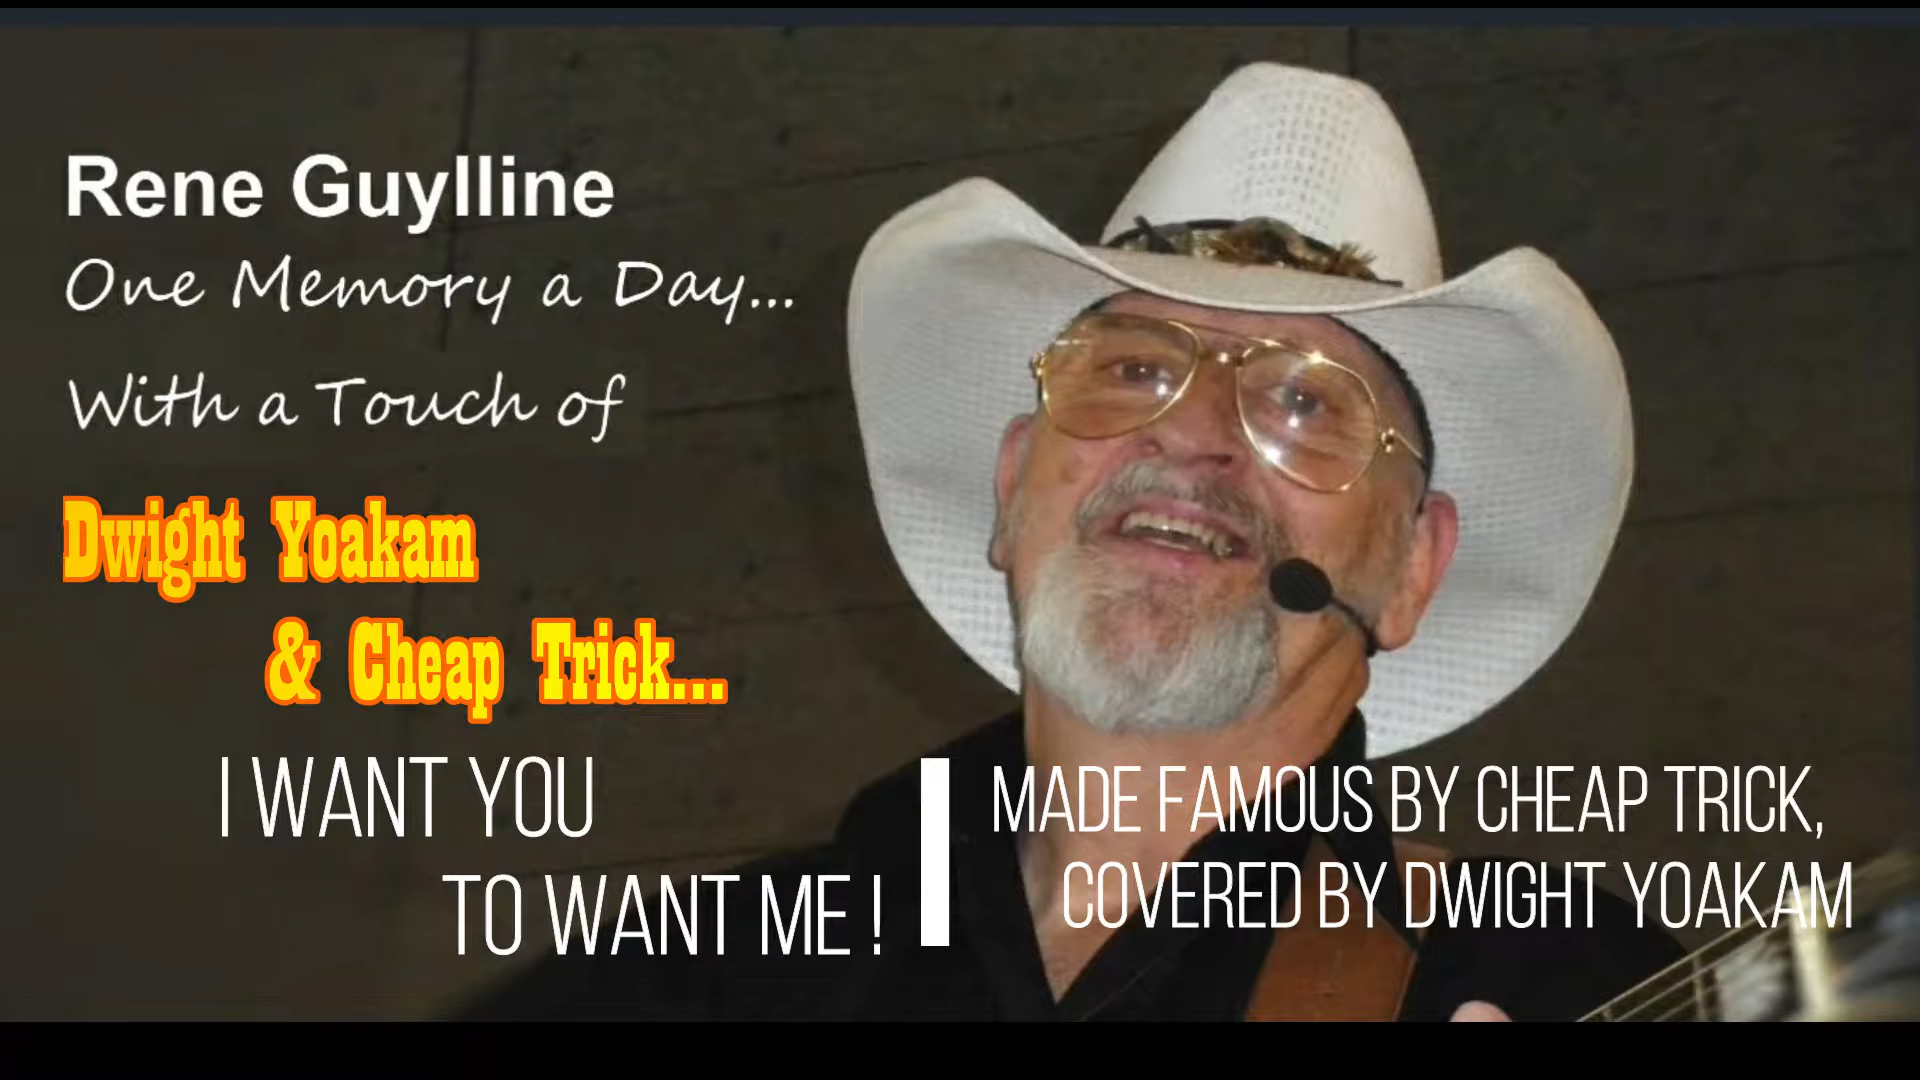 Rene Guylline
One Memory a Day...
With a Touch of
Dwight Yoakam
& Cheap Trick...
I WANT YOU
TO WANT ME !
MADE FAMOUS BY CHEAP TRICK,
COVERED BY DWIGHT YOAKAM